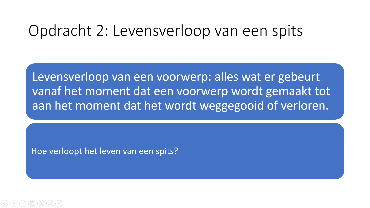 Opdracht 2: Levensverloop van een spits
Levensverloop van een voorwerp: alles wat er gebeurt
vanaf het moment dat een voorwerp wordt gemaakt tot
aan het moment dat het wordt weggegooid of verloren.
Hoe verloopt het leven van een spits?